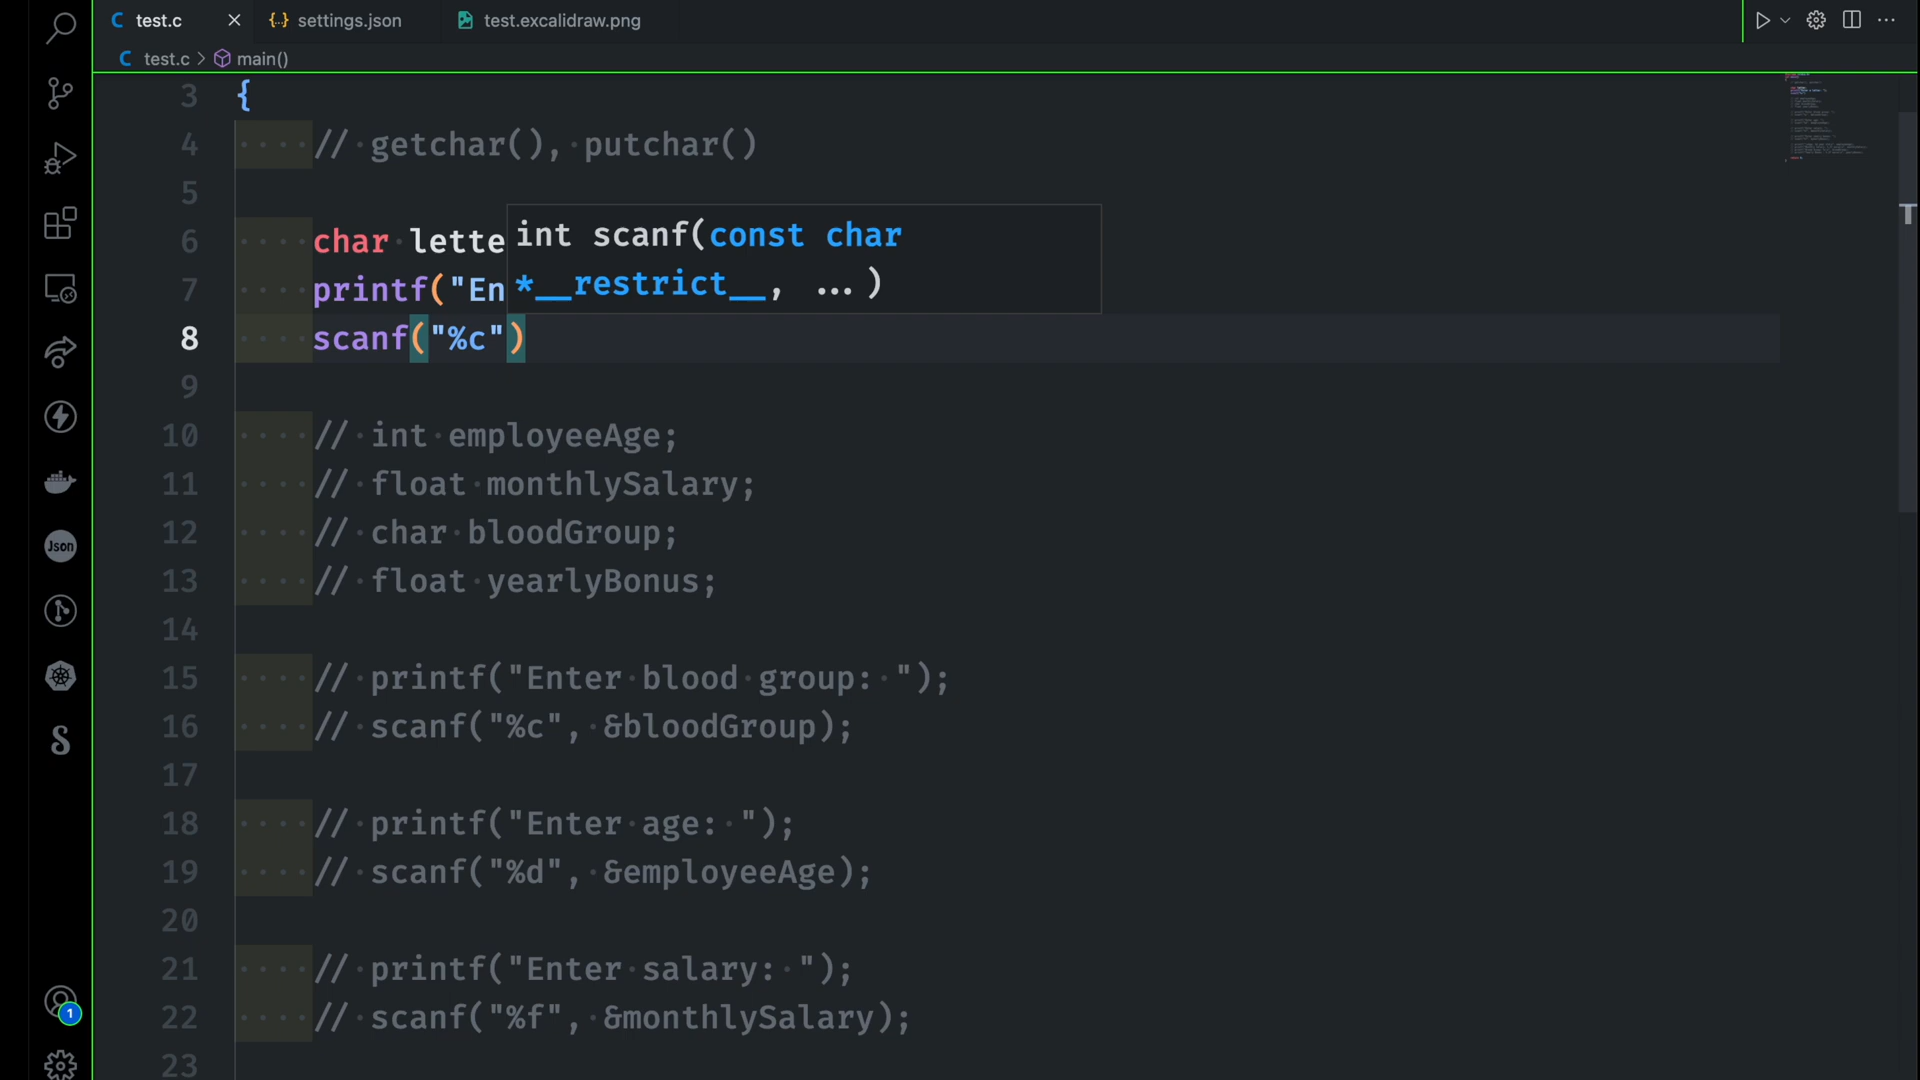 test.c
settings.json
test.excalidraw.png
test.c > main()
3 {
4 // getchar(), putchar()
5
6 char lette
int scanf(const char
*__restrict__, ...)
7 printf("En
8 scanf("%c")
9
10 // int employeeAge;
11 // float monthlySalary;
12 // char bloodGroup;
13 // float yearlyBonus;
14
15 // printf("Enter blood group: ");
16 // scanf("%c", &bloodGroup);
17
18 // printf("Enter age: ");
19 // scanf("%d", &employeeAge);
20
21 // printf("Enter salary: ");
22 // scanf("%f", &monthlySalary);
23
Json
1